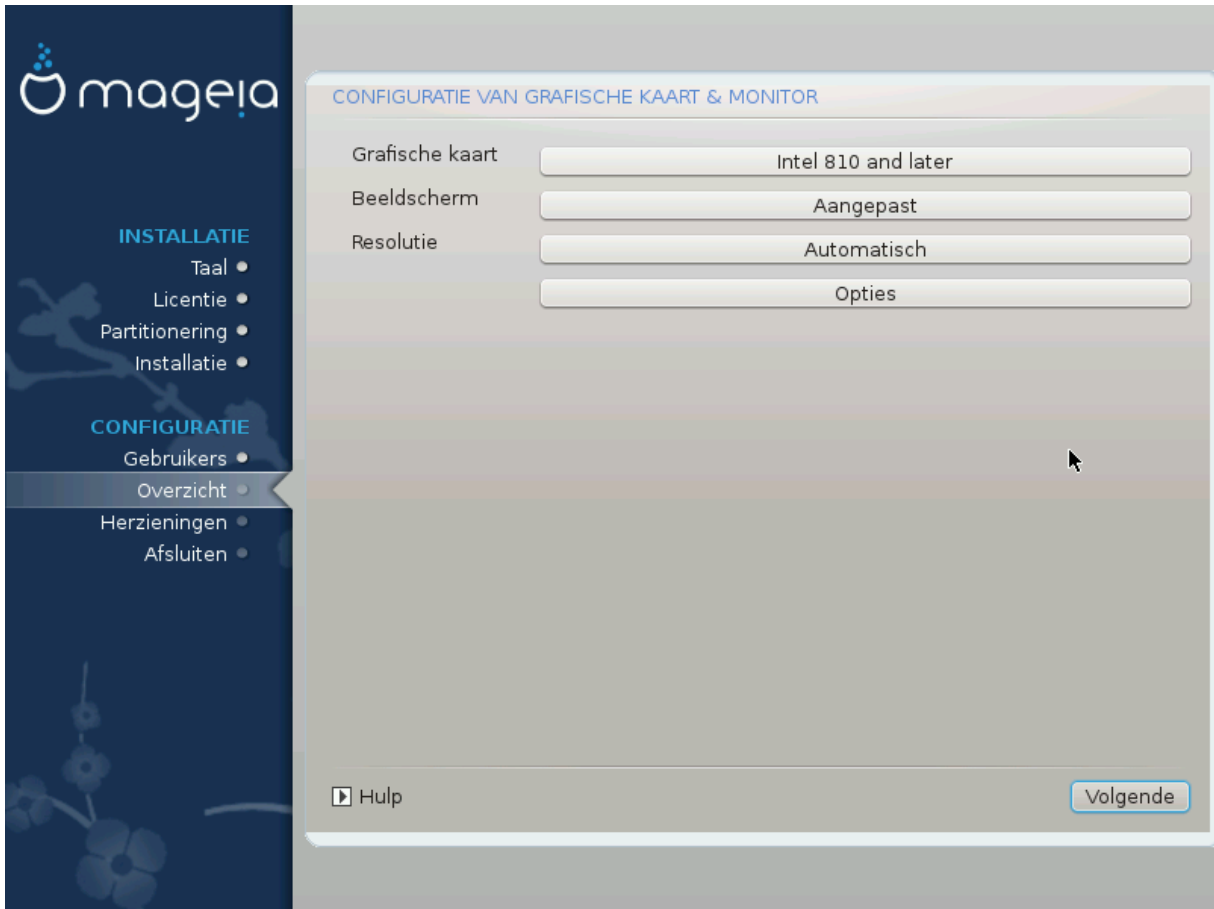 mageia
INSTALLATIE
Taal
Licentie
Partitionering
Installatie
CONFIGURATIE
Gebruikers
Overzicht
Herzieningen
Afsluiten
CONFIGURATIE VAN GRAFISCHE KAART & MONITOR
Grafische kaart Intel 810 and later
Beeldscherm Aangepast
Resolutie Automatisch
Opties
Hulp Volgende